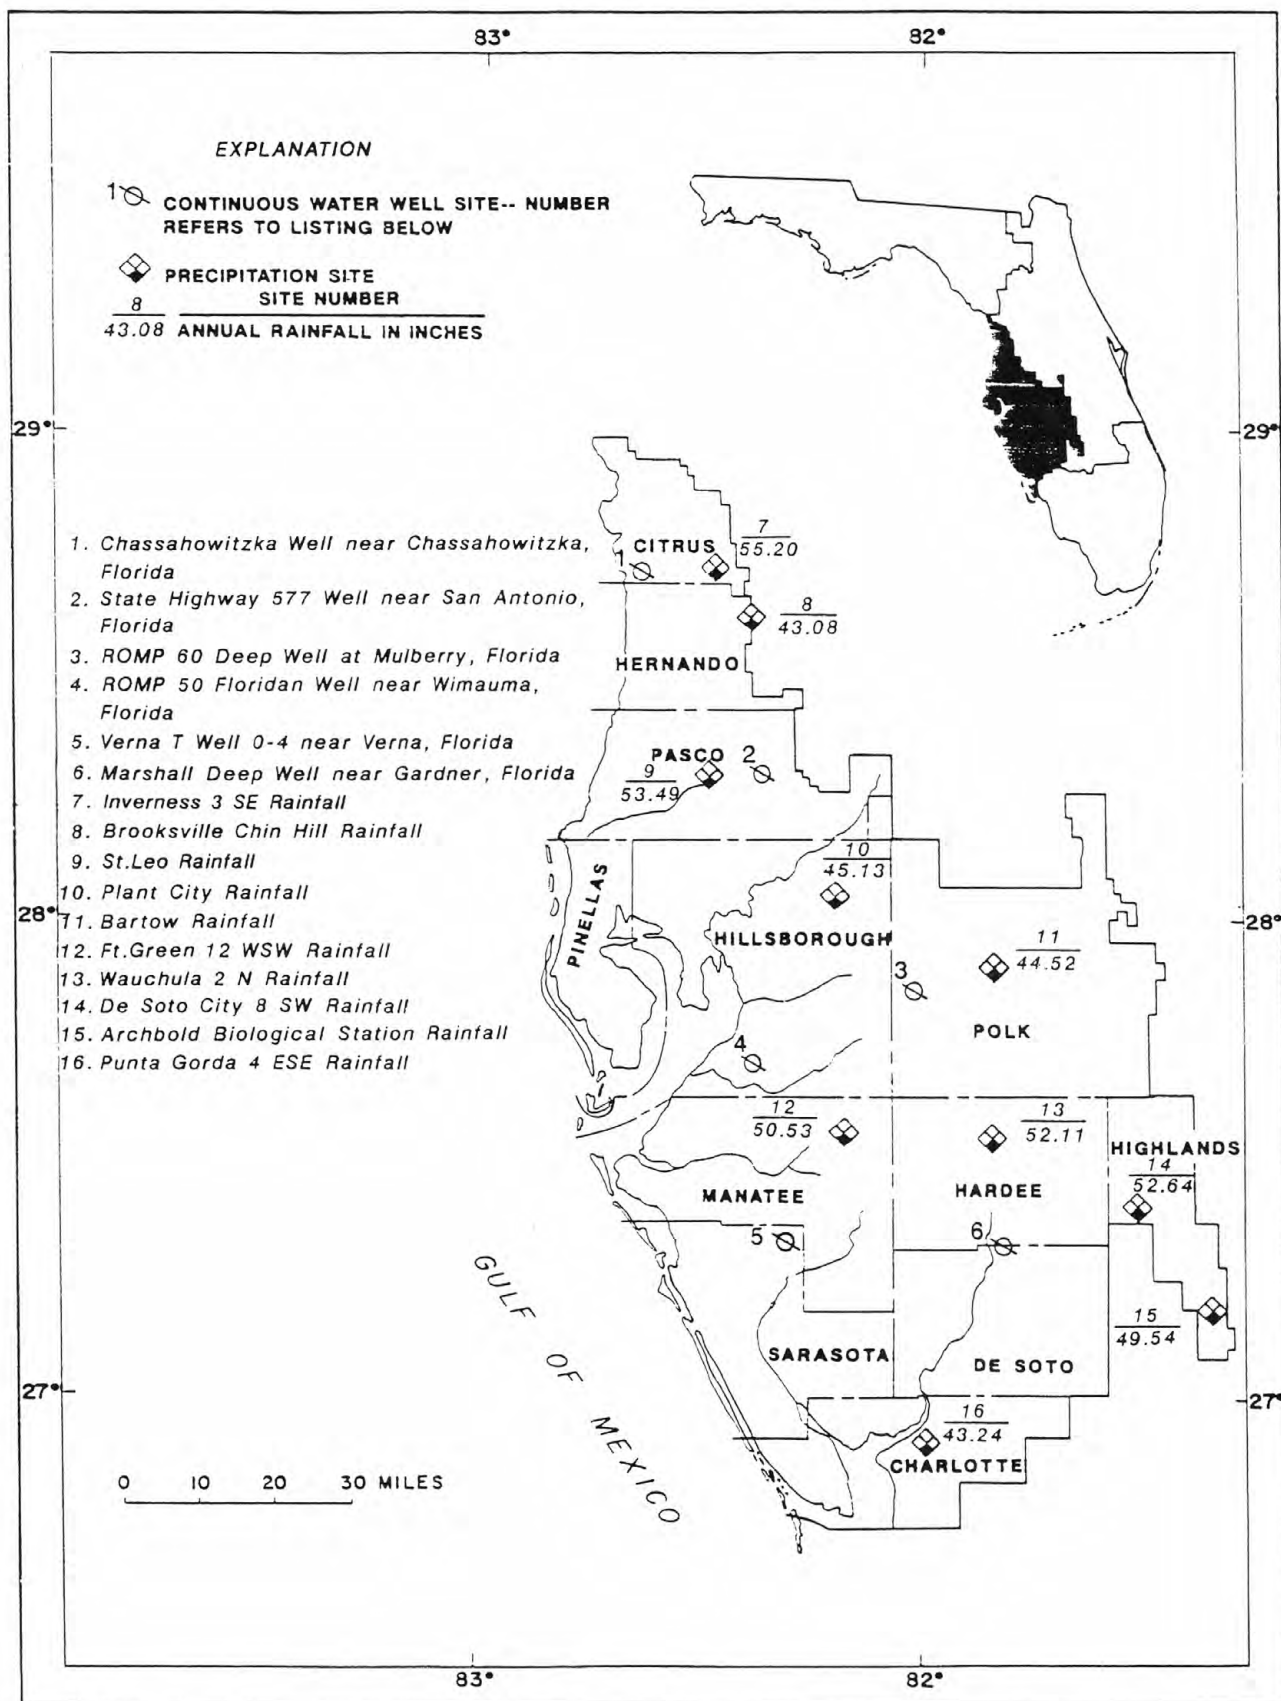 83° 82°
EXPLANATION
1 CONTINUOUS WATER WELL SITE-- NUMBER
REFERS TO LISTING BELOW
PRECIPITATION SITE
8 SITE NUMBER
43.08 ANNUAL RAINFALL IN INCHES
29° 29°
1. Chassahowitzka Well near Chassahowitzka,
Florida
2. State Highway 577 Well near San Antonio,
Florida
3. ROMP 60 Deep Well at Mulberry, Florida
4. ROMP 50 Floridan Well near Wimauma,
Florida
5. Verna T Well 0-4 near Verna, Florida
6. Marshall Deep Well near Gardner, Florida
7. Inverness 3 SE Rainfall
8. Brooksville Chin Hill Rainfall
9. St.Leo Rainfall
10. Plant City Rainfall
11. Bartow Rainfall
12. Ft.Green 12 WSW Rainfall
13. Wauchula 2 N Rainfall
14. De Soto City 8 SW Rainfall
15. Archbold Biological Station Rainfall
16. Punta Gorda 4 ESE Rainfall
7
55.20
CITRUS
1
8
43.08
HERNANDO
PASCO 2
9
53.49
10
45.13
PINELLAS
28° 28°
HILLSBOROUGH
11
44.52
3
POLK
4
12
50.53
13
52.11
HIGHLANDS
14
52.64
MANATEE
HARDEE
5
6
GULF OF MEXICO
15
49.54
SARASOTA
DE SOTO
27° 27°
16
43.24
CHARLOTTE
0 10 20 30 MILES
83° 82°